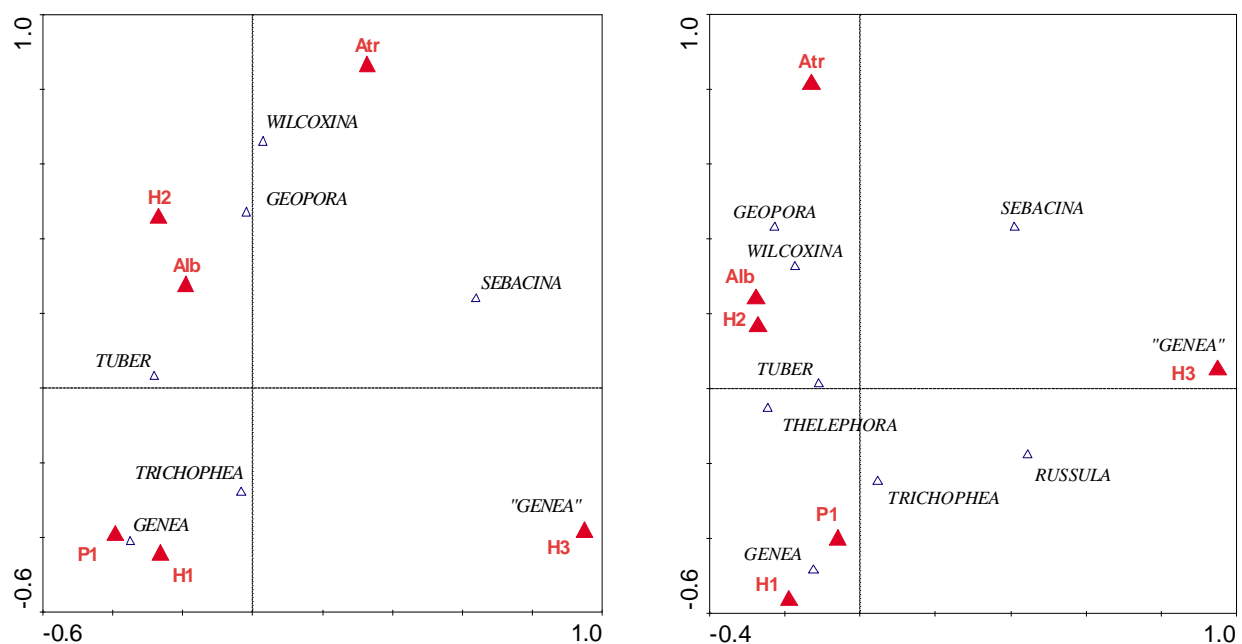 1.0
Atr
WILCOXINA
H2
GEOPORA
Alb
SEBACINA
TUBER
TRICHOPHEA
"GENEA"
GENEA
P1
H3
H1
-0.6
-0.6
1.0
1.0
Atr
GEOPORA
SEBACINA
WILCOXINA
Alb
H2
"GENEA"
TUBER
H3
THELEPHORA
RUSSULA
TRICHOPHEA
P1
GENEA
H1
-0.6
-0.4
1.0